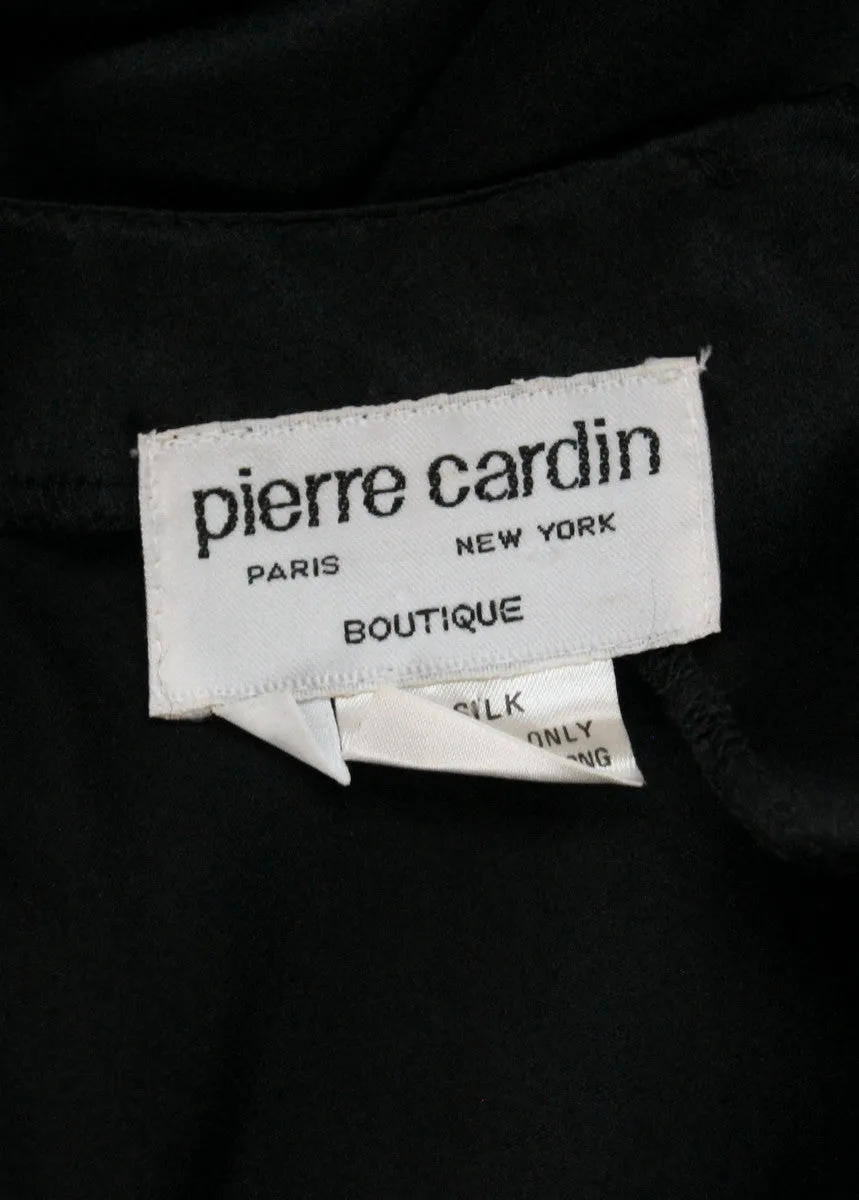 pierre cardin
PARIS NEW YORK
BOUTIQUE
SILK
ONLY